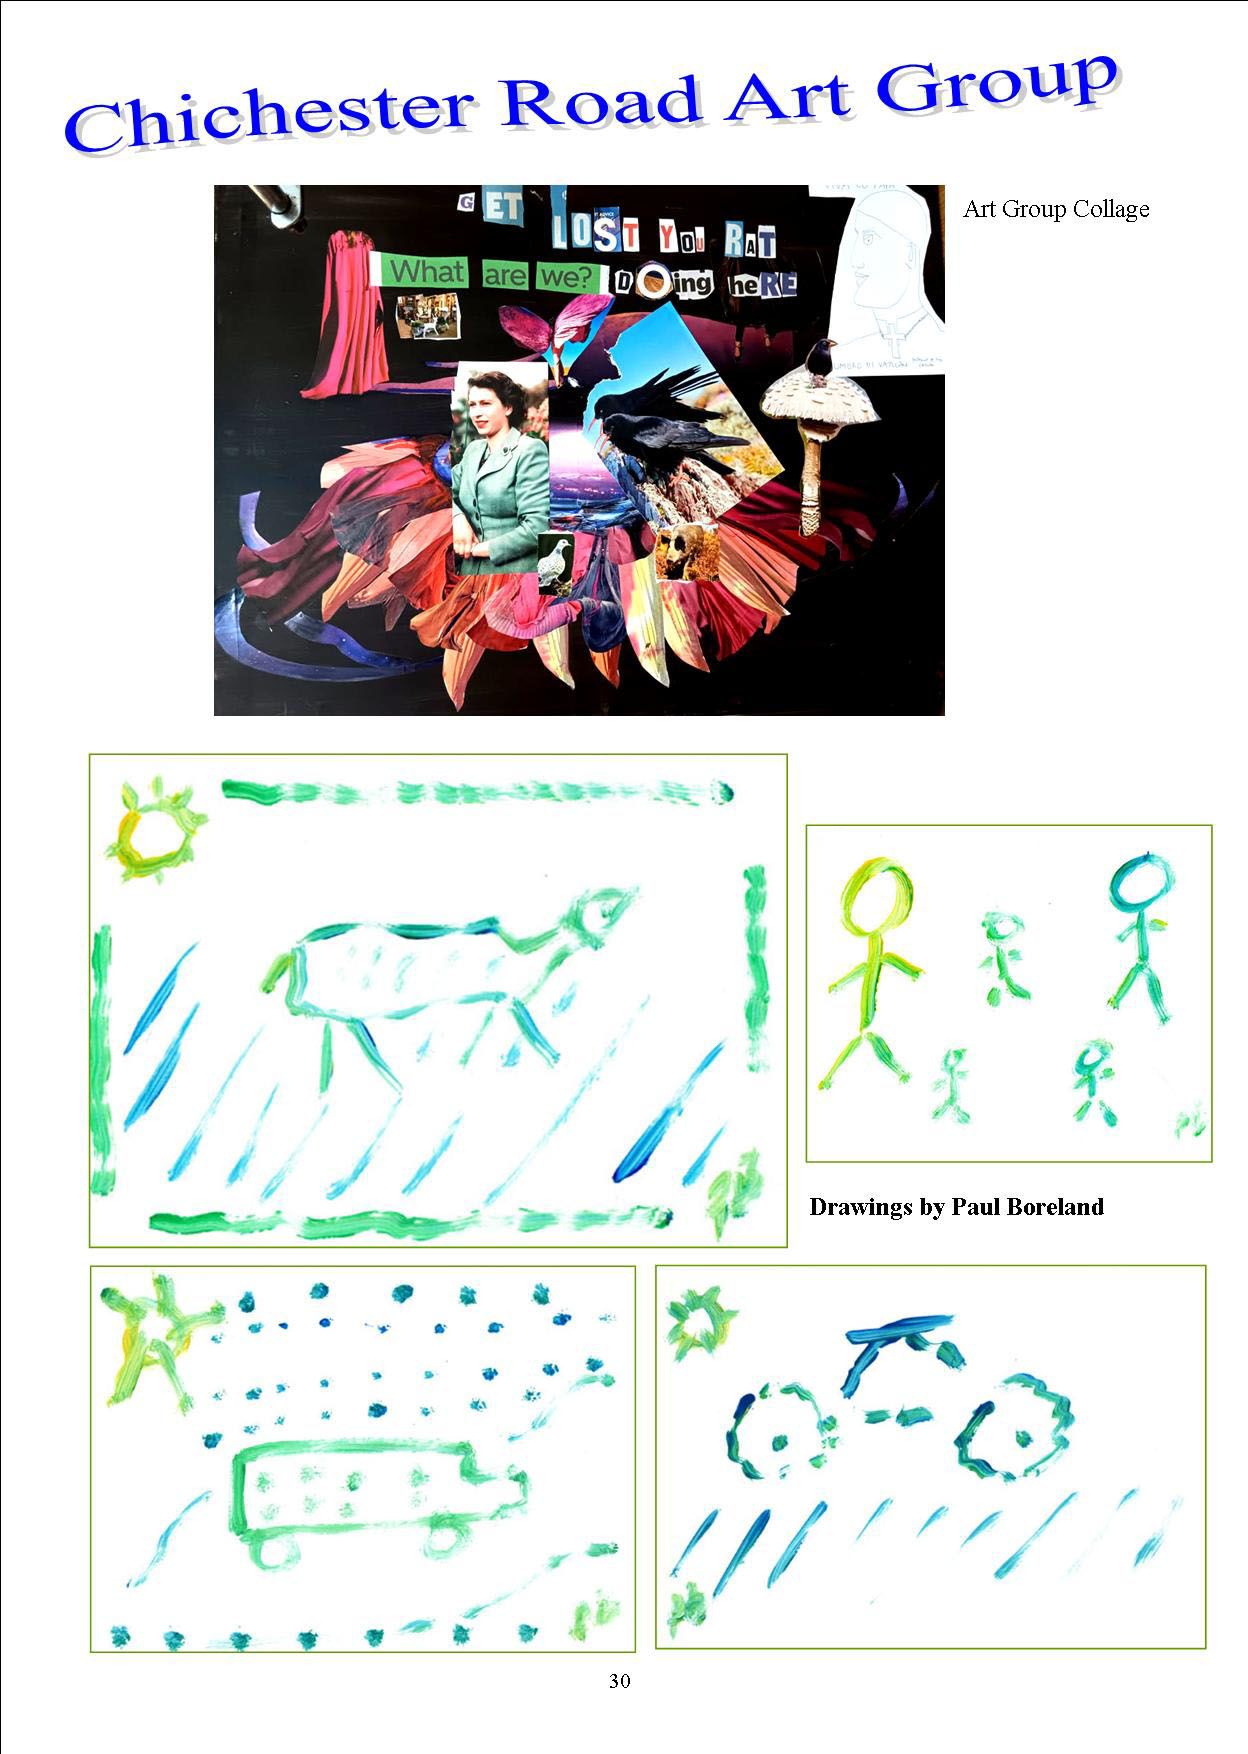 Chichester Road Art Group
Art Group Collage
GET LOST YOU RAT
What are we? DOing heRE
Drawings by Paul Boreland
30